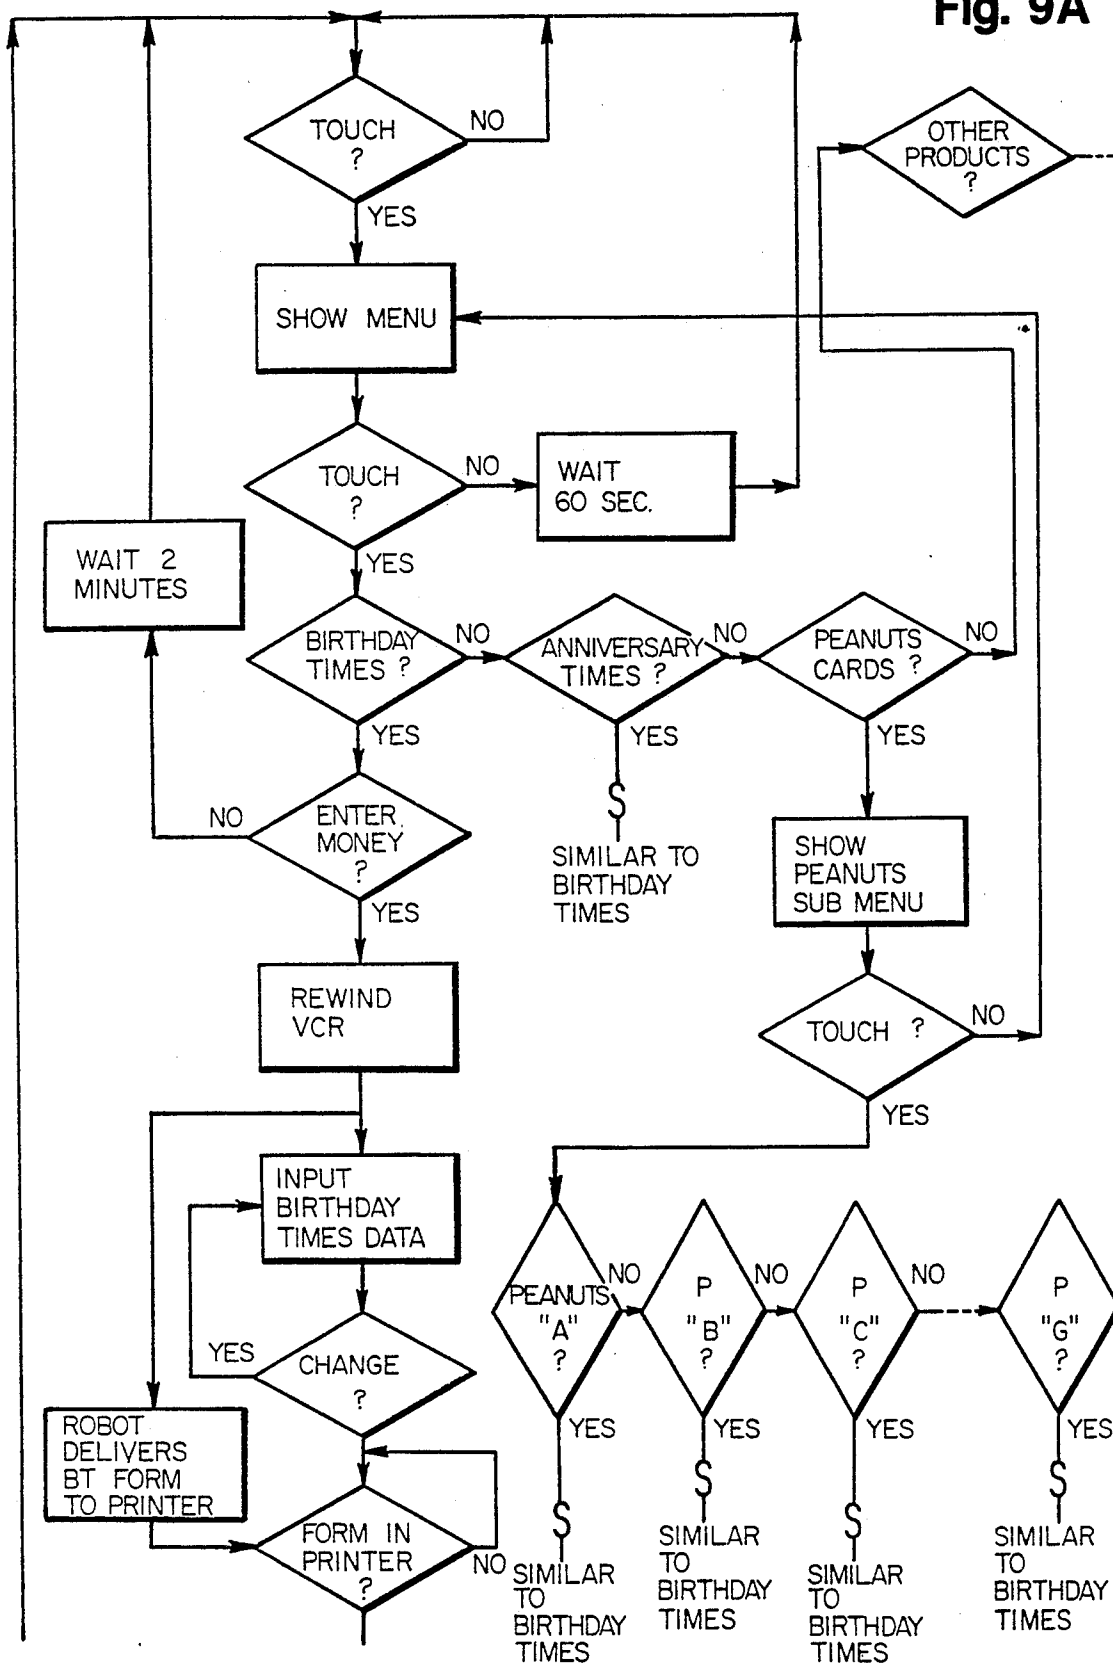 Fig. 9A
TOUCH
?
NO
YES
OTHER
PRODUCTS
?
SHOW MENU
TOUCH
?
NO
YES
WAIT
60 SEC.
WAIT 2
MINUTES
BIRTHDAY
TIMES ?
NO
YES
ANNIVERSARY
TIMES ?
NO
YES
PEANUTS
CARDS ?
NO
YES
S
SIMILAR TO
BIRTHDAY
TIMES
ENTER
MONEY
?
NO
YES
SHOW
PEANUTS
SUB MENU
REWIND
VCR
TOUCH ?
NO
YES
INPUT
BIRTHDAY
TIMES DATA
CHANGE
?
YES
ROBOT
DELIVERS
BT FORM
TO PRINTER
FORM IN
PRINTER
?
NO
PEANUTS
"A"
?
NO
YES
S
SIMILAR
TO
BIRTHDAY
TIMES
P
"B"
?
NO
YES
S
SIMILAR
TO
BIRTHDAY
TIMES
P
"C"
?
NO
YES
S
SIMILAR
TO
BIRTHDAY
TIMES
P
"G"
?
YES
S
SIMILAR
TO
BIRTHDAY
TIMES